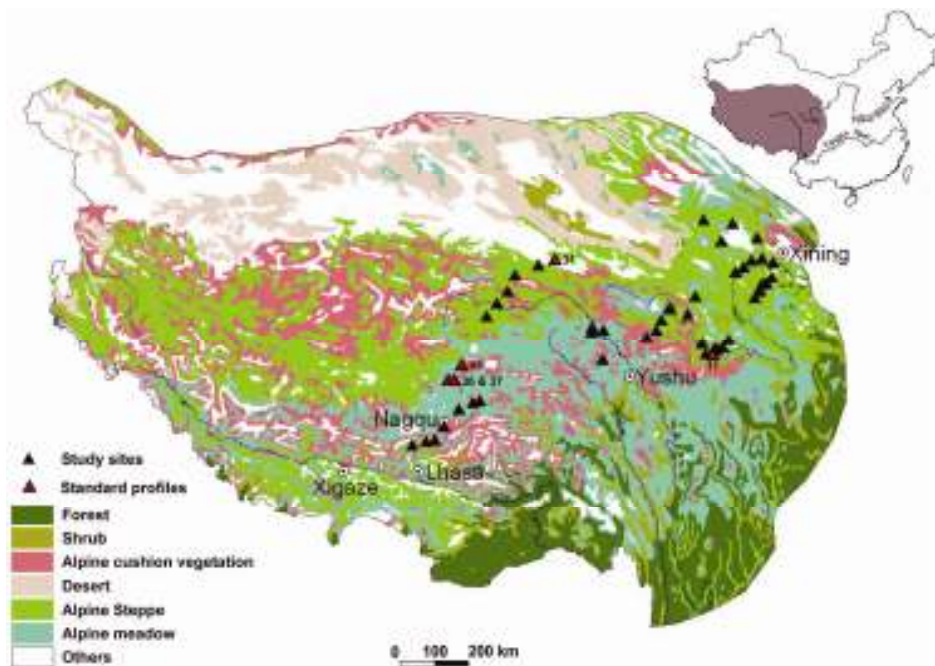 Xining
Yushu
36 & 37
Nagqu
Lhasa
Xigaze
Study sites
Standard profiles
Forest
Shrub
Alpine cushion vegetation
Desert
Alpine Steppe
Alpine meadow
Others
0 100 200 km